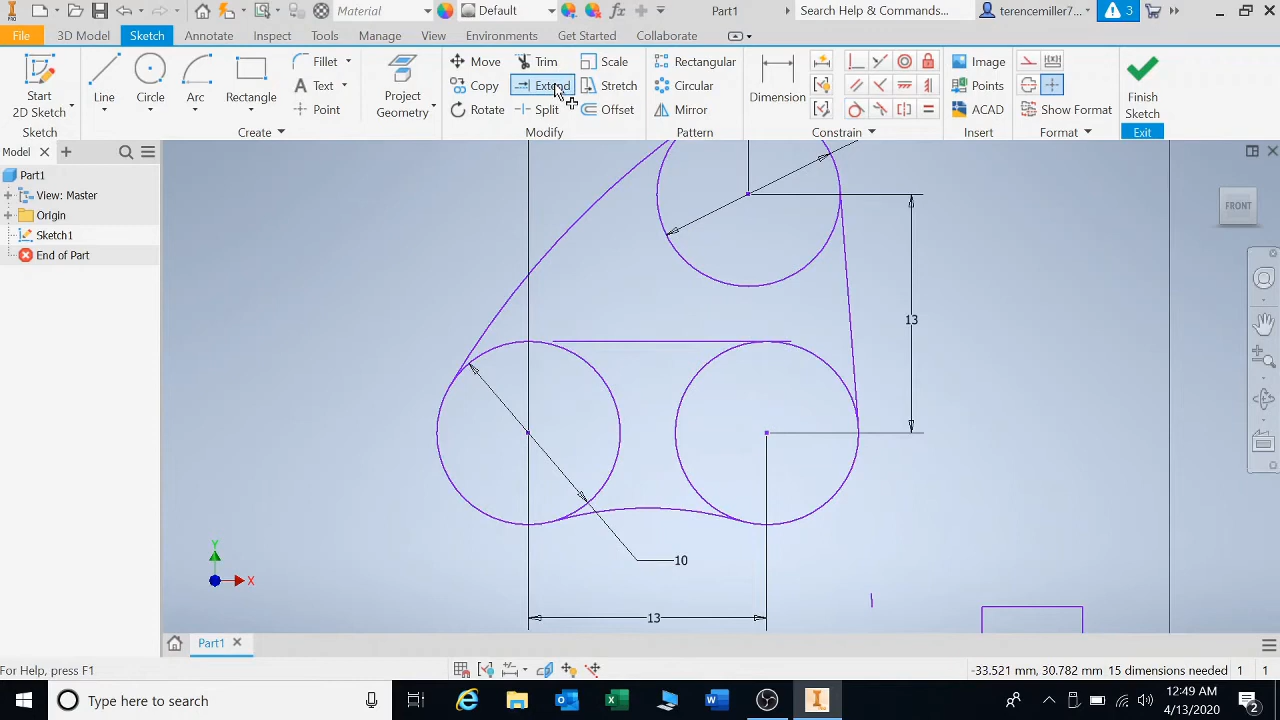 PRO
Material
Default
Part1
Search Help & Commands...
terencemiller7...
3
File
3D Model
Sketch
Annotate
Inspect
Tools
Manage
View
Environments
Get Started
Collaborate
Start
2D Sketch
Line
Circle
Arc
Rectangle
Fillet
Text
Point
Project
Geometry
Move
Copy
Rotate
Trim
Extend
Split
Scale
Stretch
Offset
Rectangular
Circular
Mirror
Dimension
Image
Points
ACAD
Show Format
Finish
Sketch
Sketch
Create
Modify
Pattern
Constrain
Insert
Format
Exit
Model
Part1
View: Master
Origin
Sketch1
End of Part
FRONT
13
10
13
Y
X
Part1
For Help, press F1
-33.521 mm, 30.782 mm 15 dimensions needed 1 1
Type here to search
12:49 AM
4/13/2020
2